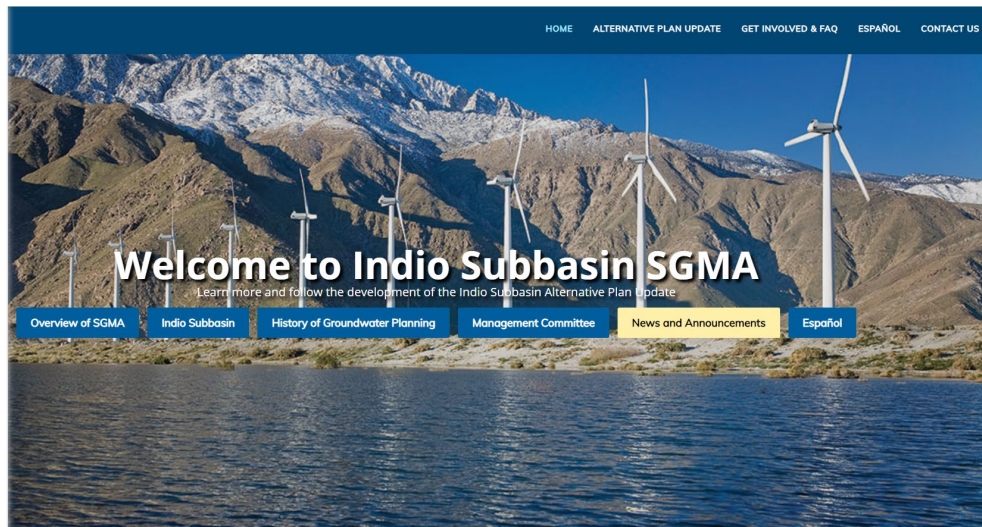 HOME ALTERNATIVE PLAN UPDATE GET INVOLVED & FAQ ESPAÑOL CONTACT US
Welcome to Indio Subbasin SGMA
Learn more and follow the development of the Indio Subbasin Alternative Plan Update
Overview of SGMA Indio Subbasin History of Groundwater Planning Management Committee News and Announcements Español